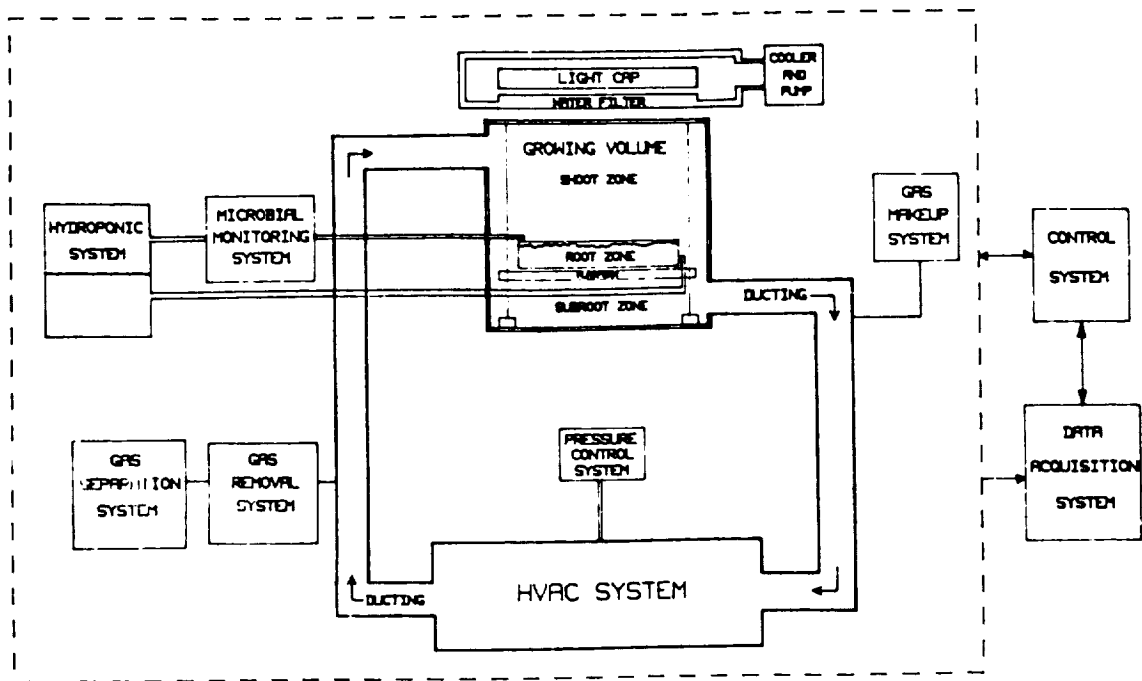 LIGHT CAP
WATER FILTER
COOLER
AND
PUMP
GROWING VOLUME
SHOOT ZONE
ROOT ZONE
SUBROOT ZONE
HYDROPONIC
SYSTEM
MICROBIAL
MONITORING
SYSTEM
GAS
MAKEUP
SYSTEM
CONTROL
SYSTEM
DUCTING
GAS
SYSTEM
GAS
REMOVAL
SYSTEM
PRESSURE
CONTROL
SYSTEM
DATA
ACQUISITION
SYSTEM
DUCTING
HVAC SYSTEM